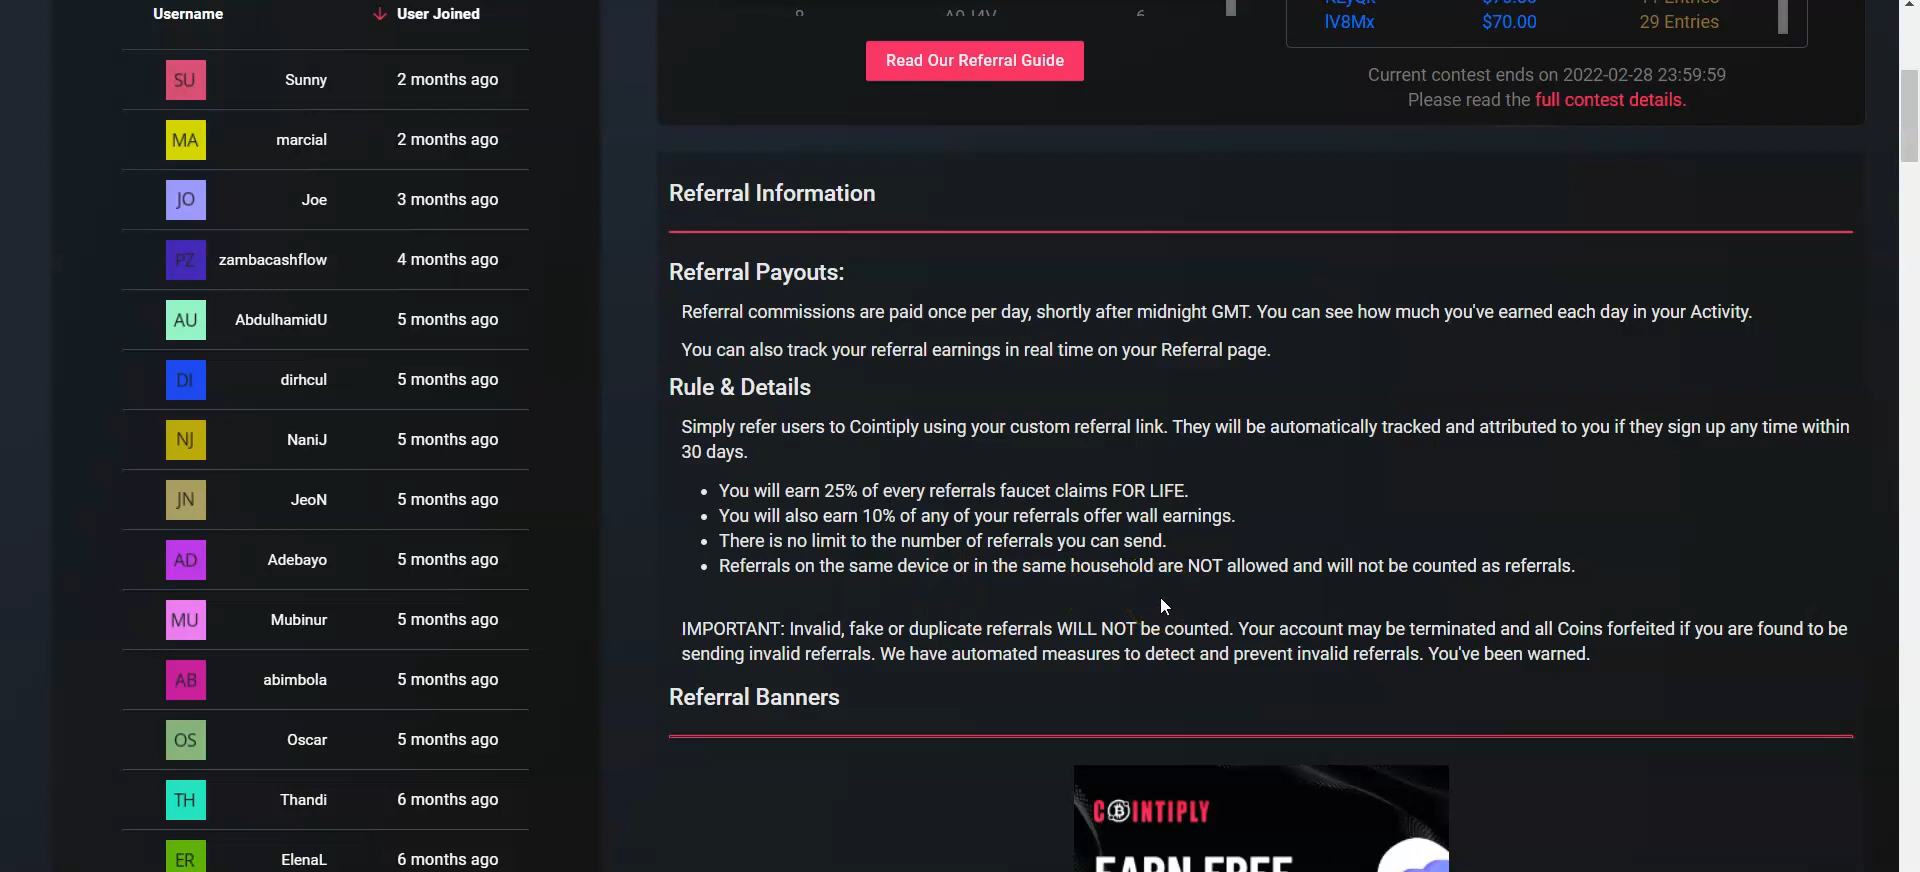 Username User Joined
SU Sunny 2 months ago
MA marcial 2 months ago
JO Joe 3 months ago
PZ zambacashflow 4 months ago
AU AbdulhamidU 5 months ago
DI dirhcul 5 months ago
NJ NaniJ 5 months ago
JN JeoN 5 months ago
AD Adebayo 5 months ago
MU Mubinur 5 months ago
AB abimbola 5 months ago
OS Oscar 5 months ago
TH Thandi 6 months ago
ER ElenaL 6 months ago
Read Our Referral Guide
lV8Mx $70.00 29 Entries
Current contest ends on 2022-02-28 23:59:59
Please read the full contest details.
Referral Information
Referral Payouts:
Referral commissions are paid once per day, shortly after midnight GMT. You can see how much you've earned each day in your Activity.
You can also track your referral earnings in real time on your Referral page.
Rule & Details
Simply refer users to Cointiply using your custom referral link. They will be automatically tracked and attributed to you if they sign up any time within
30 days.
• You will earn 25% of every referrals faucet claims FOR LIFE.
• You will also earn 10% of any of your referrals offer wall earnings.
• There is no limit to the number of referrals you can send.
• Referrals on the same device or in the same household are NOT allowed and will not be counted as referrals.
IMPORTANT: Invalid, fake or duplicate referrals WILL NOT be counted. Your account may be terminated and all Coins forfeited if you are found to be
sending invalid referrals. We have automated measures to detect and prevent invalid referrals. You've been warned.
Referral Banners
COINTIPLY
EARN FREE